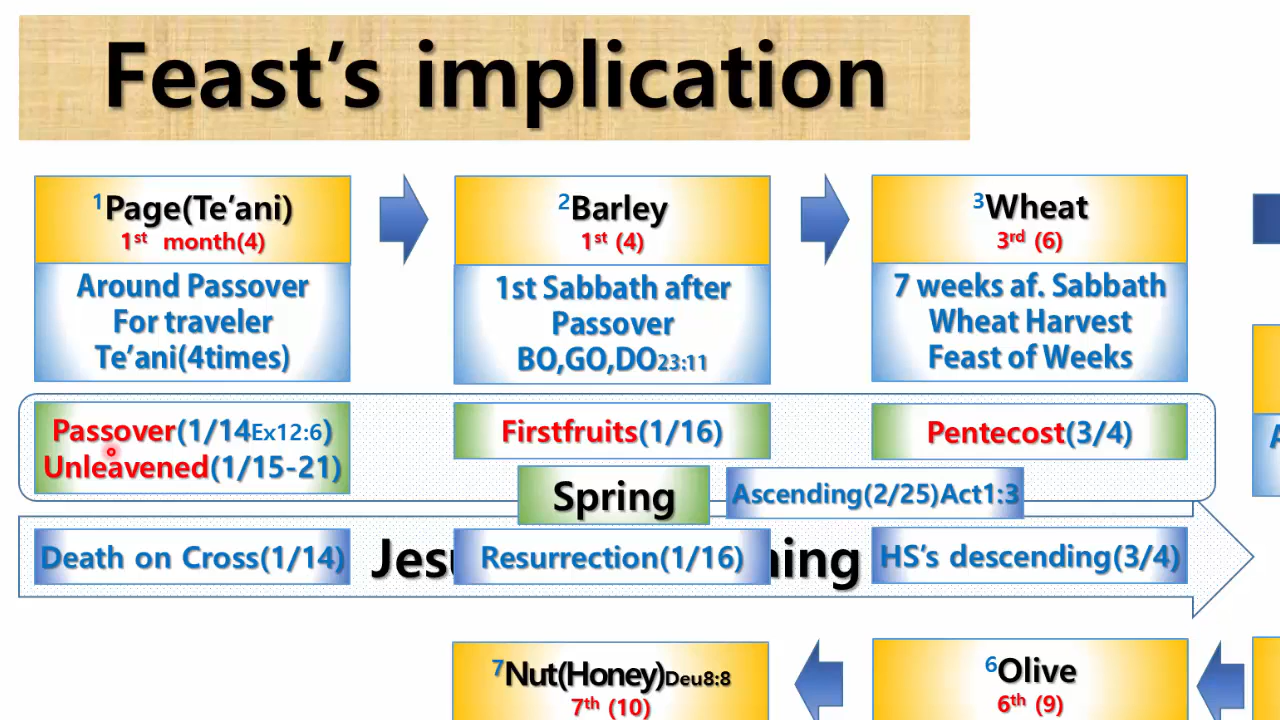 Feast's implication
1Page(Te'ani)
1st month(4)
Around Passover
For traveler
Te'ani(4times)
2Barley
1st (4)
1st Sabbath after
Passover
BO,GO,DO23:11
3Wheat
3rd (6)
7 weeks af. Sabbath
Wheat Harvest
Feast of Weeks
Passover(1/14Ex12:6)
Unleavened(1/15-21)
Firstfruits(1/16)
Pentecost(3/4)
Spring
Ascending(2/25)Act1:3
Death on Cross(1/14)
Resurrection(1/16)
HS's descending(3/4)
7Nut(Honey)Deu8:8
7th (10)
6Olive
6th (9)